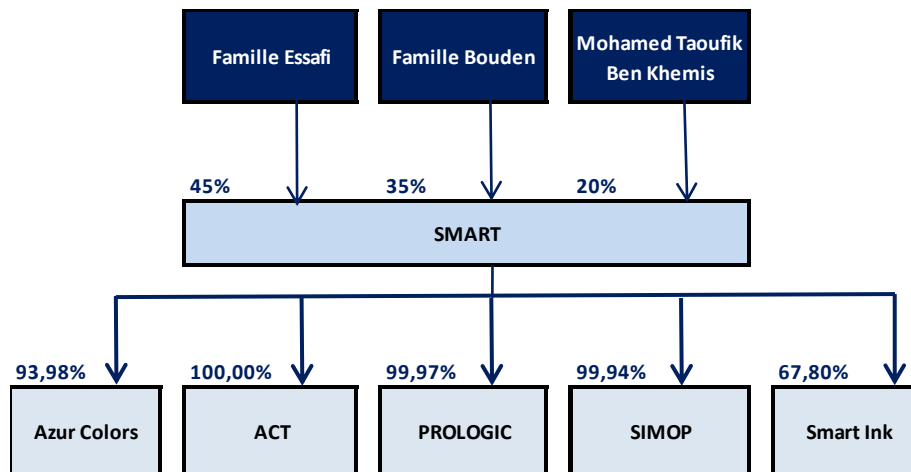 Famille Essafi
Famille Bouden
Mohamed Taoufik
Ben Khemis
45%
35%
20%
SMART
93,98%
100,00%
99,97%
99,94%
67,80%
Azur Colors
ACT
PROLOGIC
SIMOP
Smart Ink